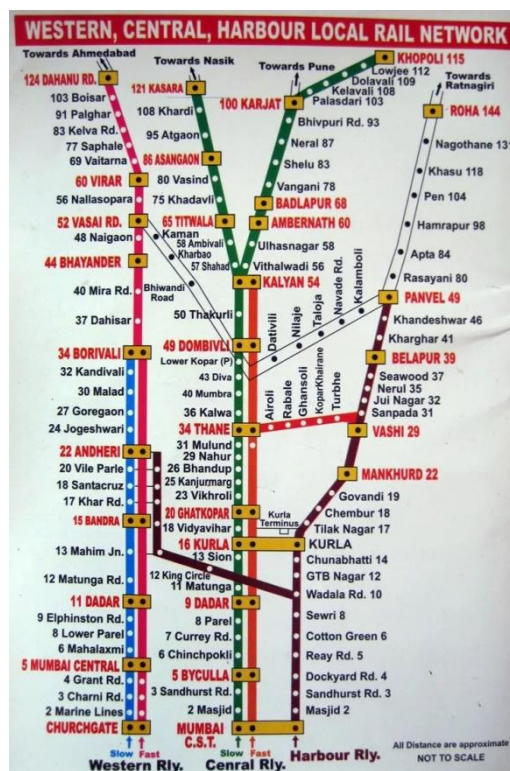 WESTERN, CENTRAL, HARBOUR LOCAL RAIL NETWORK
Towards Ahmedabad
124 DAHANU RD.
103 Boisar
91 Palghar
83 Kelva Rd.
77 Saphale
69 Vaitarna
60 VIRAR
56 Nallasopara
52 VASAI RD.
48 Naigaon
44 BHAYANDER
40 Mira Rd.
37 Dahisar
34 BORIVALI
32 Kandivali
30 Malad
27 Goregaon
24 Jogeshwari
22 ANDHERI
20 Vile Parle
18 Santacruz
17 Khar Rd.
15 BANDRA
13 Mahim Jn.
12 Matunga Rd.
11 DADAR
9 Elphinston Rd.
8 Lower Parel
6 Mahalaxmi
5 MUMBAI CENTRAL
4 Grant Rd.
3 Charni Rd.
2 Marine Lines
CHURCHGATE
Slow Fast
Western Rly.
Kaman
Kharbao
Bhiwandi
Road
12 King Circle
Towards Nasik
121 KASARA
108 Khardi
95 Atgaon
86 ASANGAON
80 Vasind
75 Khadavli
65 TITWALA
58 Ambivali
57 Shahad
Towards Pune
KHOPOLI 115
Lowjee 112
Dolavali 109
Kelavali 108
Palasdari 103
100 KARJAT
Bhivpuri Rd. 93
Neral 87
Shelu 83
Vangani 78
BADLAPUR 68
AMBERNATH 60
Ulhasnagar 58
Vithalwadi 56
KALYAN 54
50 Thakurli
49 DOMBIVLI
Lower Kopar (P)
43 Diva
40 Mumbra
36 Kalwa
34 THANE
31 Mulund
29 Nahur
26 Bhandup
25 Kanjurmarg
23 Vikhroli
20 GHATKOPAR
18 Vidyavihar
16 KURLA
13 Sion
11 Matunga
9 DADAR
8 Parel
7 Currey Rd.
6 Chinchpokli
5 BYCULLA
3 Sandhurst Rd.
2 Masjid
MUMBAI
C.S.T.
Slow Fast
Cenral Rly.
Dativili
Nilaje
Taloja
Navade Rd.
Kalamboli
Airoli
Rabale
Ghansoli
KoparKhairane
Turbhe
Towards
Ratnagiri
ROHA 144
Nagothane 131
Khasu 118
Pen 104
Hamrapur 98
Apta 84
Rasayani 80
PANVEL 49
Khandeshwar 46
Kharghar 41
BELAPUR 39
Seawood 37
Nerul 35
Jui Nagar 32
Sanpada 31
VASHI 29
MANKHURD 22
Govandi 19
Chembur 18
Tilak Nagar 17
Kurla
Terminus
KURLA
Chunabhatti 14
GTB Nagar 12
Wadala Rd. 10
Sewri 8
Cotton Green 6
Reay Rd. 5
Dockyard Rd. 4
Sandhurst Rd. 3
Masjid 2
Harbour Rly.
All Distance are approximate
NOT TO SCALE